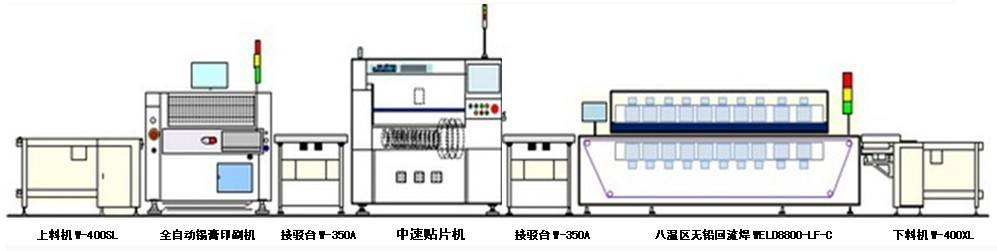 上料机 W-400SL
全自动锡膏印刷机
接驳台 W-350A
中速贴片机
接驳台 W-350A
八温区无铅回流焊 WELD8800-LF-C
下料机 W-400XL